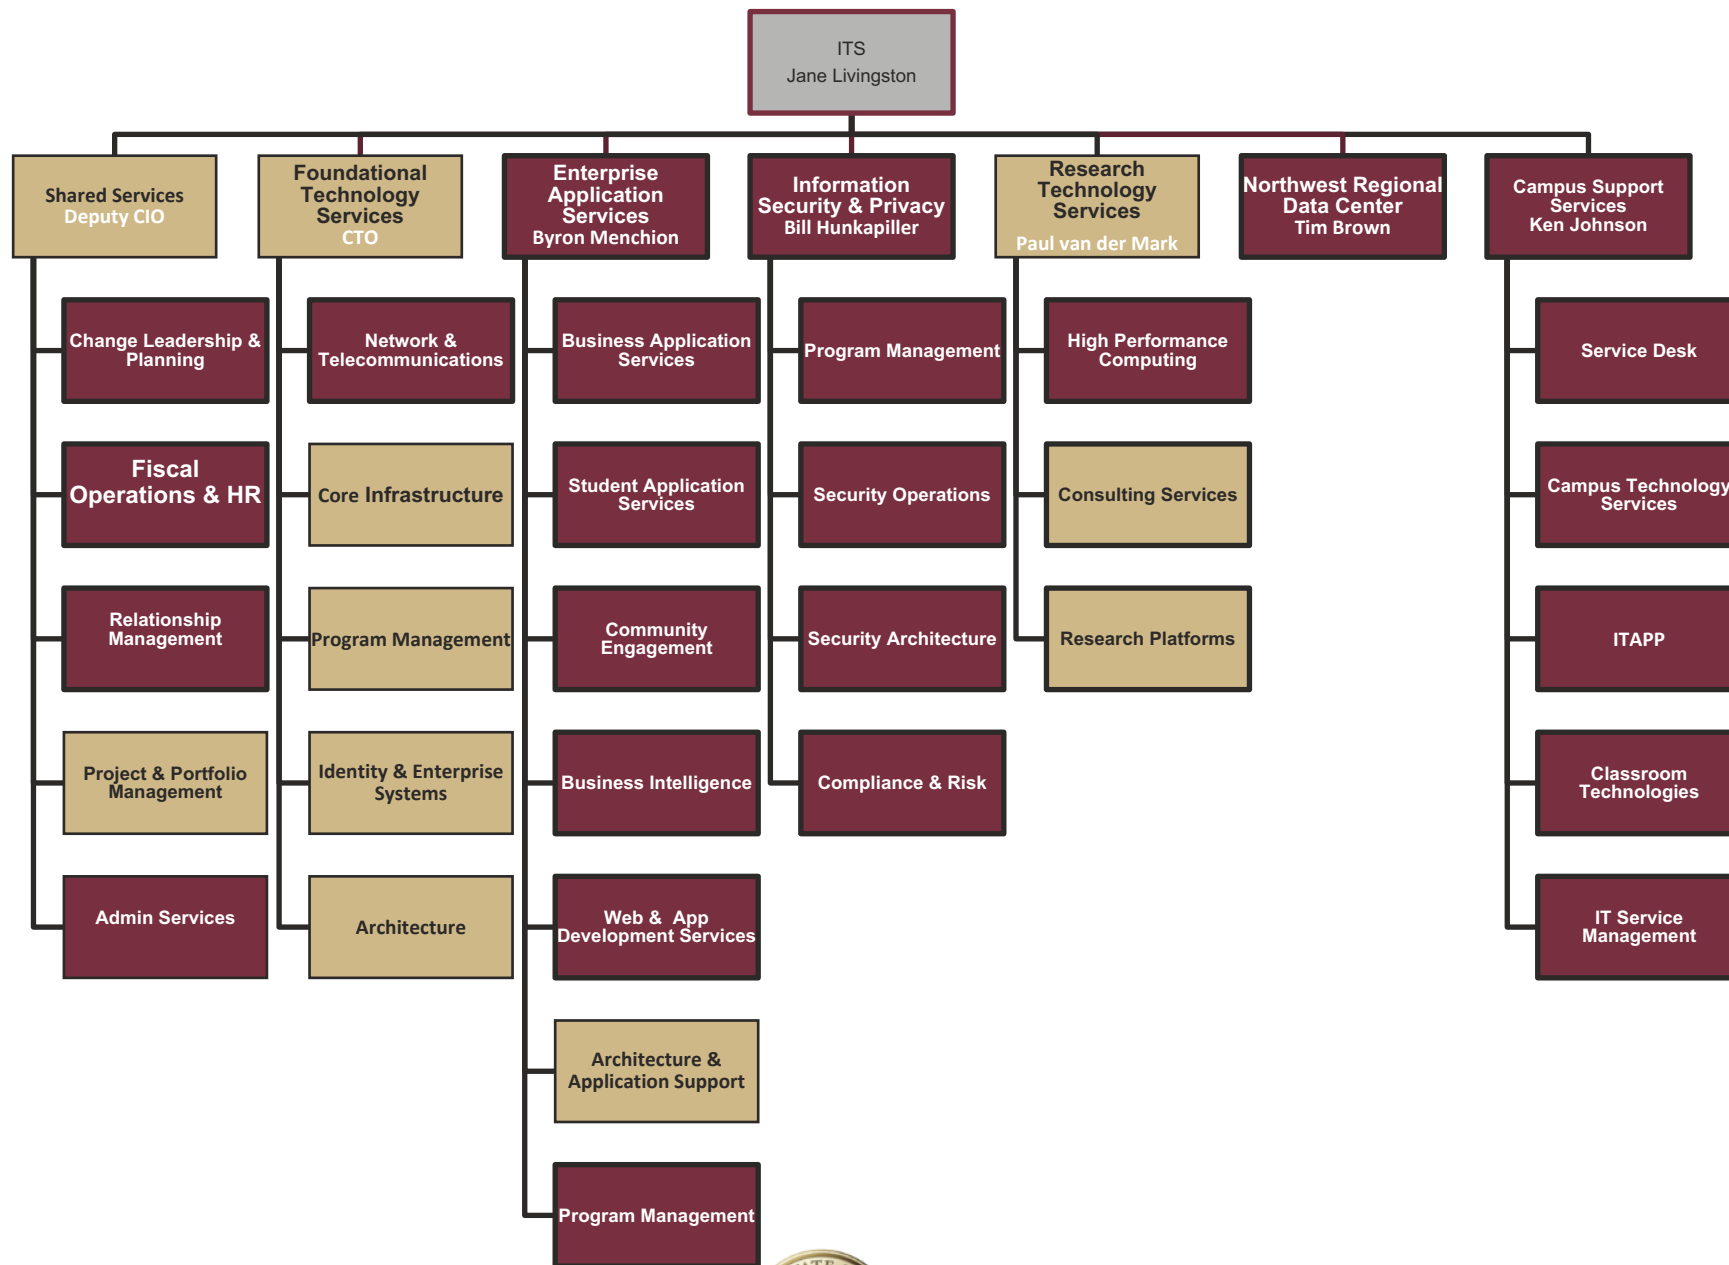 ITS
Jane Livingston
Shared Services
Deputy CIO
Foundational
Technology
Services
CTO
Enterprise
Application
Services
Byron Menchion
Information
Security & Privacy
Bill Hunkapiller
Research
Technology
Services
Paul van der Mark
Northwest Regional
Data Center
Tim Brown
Campus Support
Services
Ken Johnson
Change Leadership &
Planning
Fiscal
Operations & HR
Relationship
Management
Project & Portfolio
Management
Admin Services
Network &
Telecommunications
Core Infrastructure
Program Management
Identity & Enterprise
Systems
Architecture
Business Application
Services
Student Application
Services
Community
Engagement
Business Intelligence
Web & App
Development Services
Architecture &
Application Support
Program Management
Program Management
Security Operations
Security Architecture
Compliance & Risk
High Performance
Computing
Consulting Services
Research Platforms
Service Desk
Campus Technology
Services
ITAPP
Classroom
Technologies
IT Service
Management